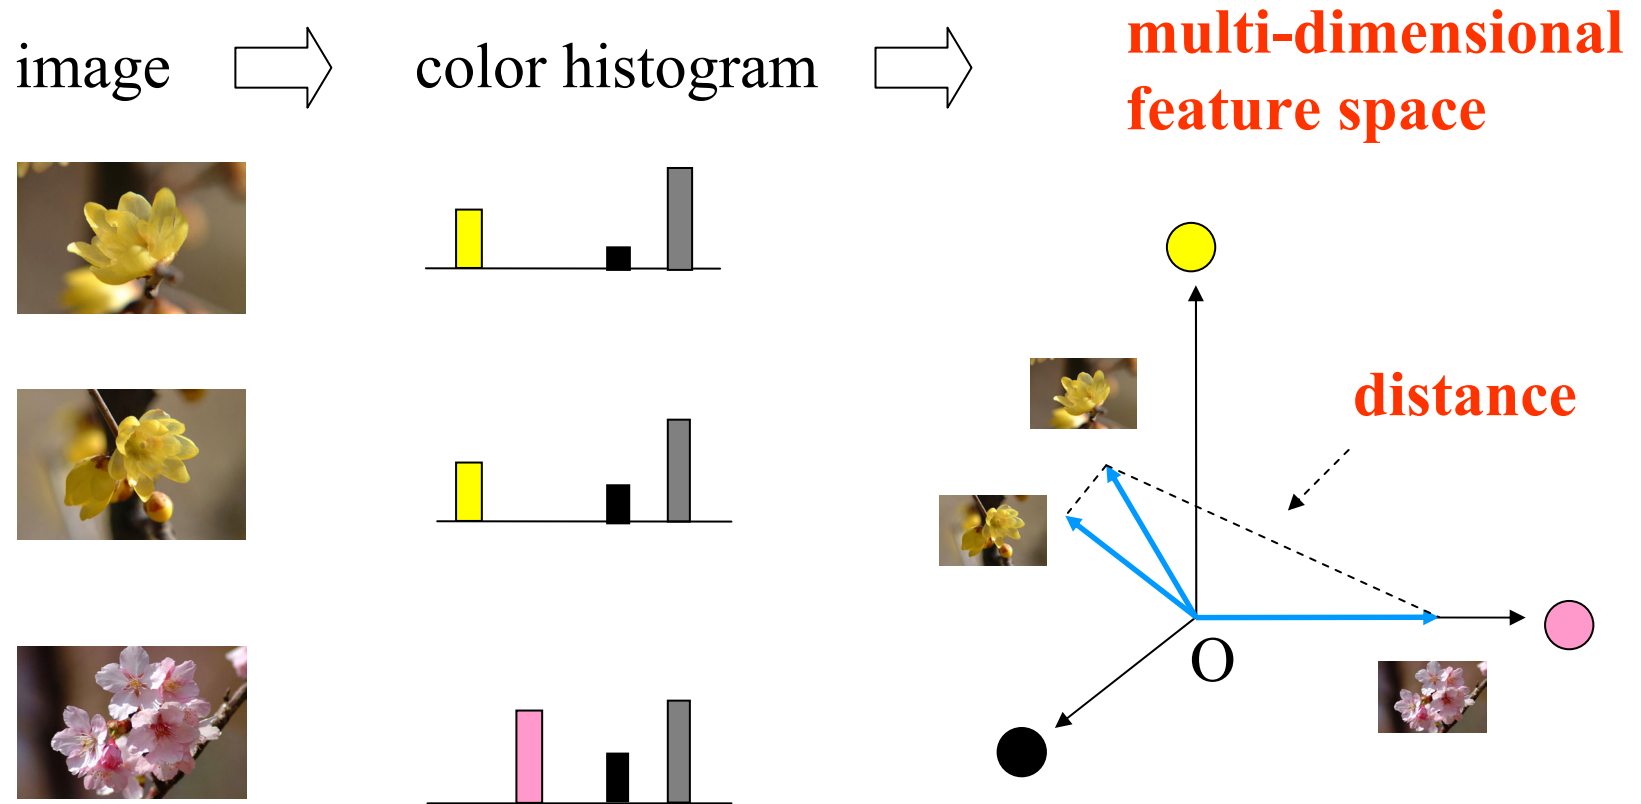 image
color histogram
multi-dimensional
feature space
distance
O